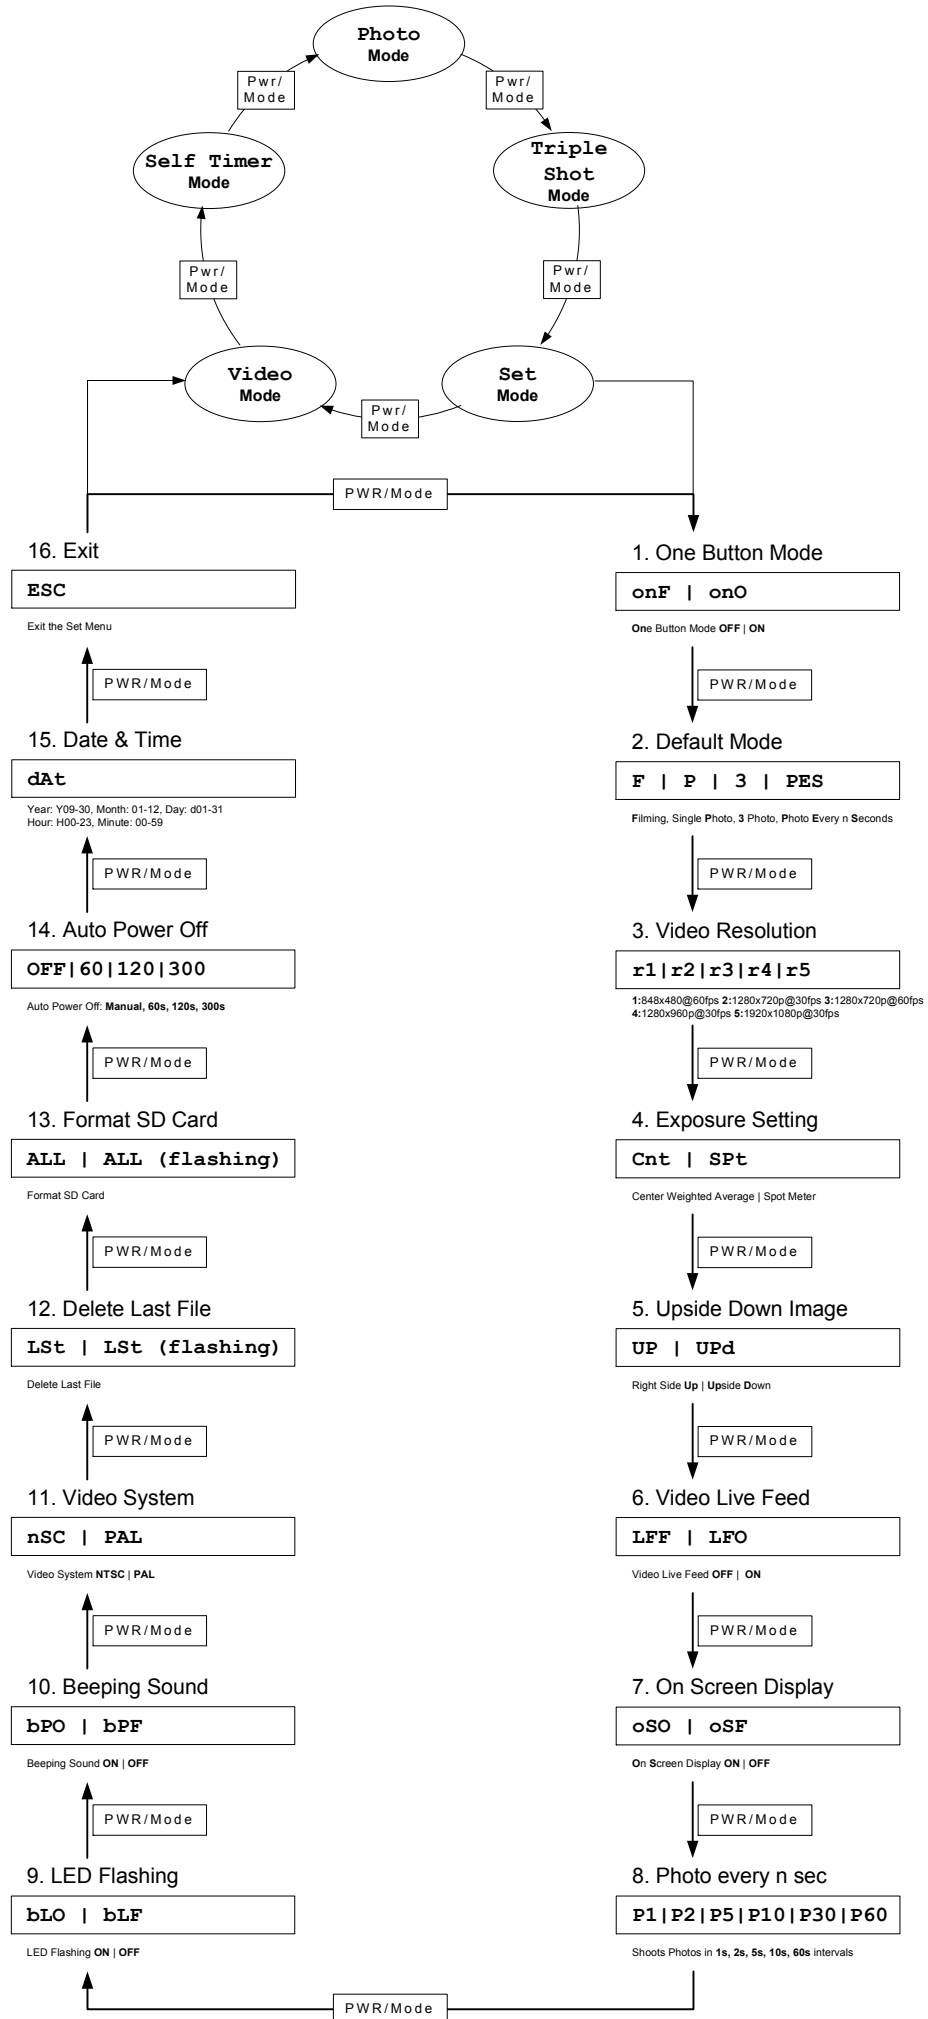 Photo
Mode
Pwr/
Mode
Pwr/
Mode
Self Timer
Mode
Triple
Shot
Mode
Pwr/
Mode
Pwr/
Mode
Video
Mode
Set
Mode
Pwr/
Mode
PWR/Mode
1. One Button Mode
onF | onO
One Button Mode OFF | ON
PWR/Mode
2. Default Mode
F | P | 3 | PES
Filming, Single Photo, 3 Photo, Photo Every n Seconds
PWR/Mode
3. Video Resolution
r1|r2|r3|r4|r5
1:848x480@60fps 2:1280x720p@30fps 3:1280x720p@60fps
4:1280x960p@30fps 5:1920x1080p@30fps
PWR/Mode
4. Exposure Setting
Cnt | SPt
Center Weighted Average | Spot Meter
PWR/Mode
5. Upside Down Image
UP | UPd
Right Side Up | Upside Down
PWR/Mode
6. Video Live Feed
LFF | LFO
Video Live Feed OFF | ON
PWR/Mode
7. On Screen Display
oSO | oSF
On Screen Display ON | OFF
PWR/Mode
8. Photo every n sec
P1|P2|P5|P10|P30|P60
Shoots Photos in 1s, 2s, 5s, 10s, 60s intervals
PWR/Mode
9. LED Flashing
bLO | bLF
LED Flashing ON | OFF
PWR/Mode
10. Beeping Sound
bPO | bPF
Beeping Sound ON | OFF
PWR/Mode
11. Video System
nSC | PAL
Video System NTSC | PAL
PWR/Mode
12. Delete Last File
LSt | LSt (flashing)
Delete Last File
PWR/Mode
13. Format SD Card
ALL | ALL (flashing)
Format SD Card
PWR/Mode
14. Auto Power Off
OFF|60|120|300
Auto Power Off: Manual, 60s, 120s, 300s
PWR/Mode
15. Date & Time
dAt
Year: Y09-30, Month: 01-12, Day: d01-31
Hour: H00-23, Minute: 00-59
PWR/Mode
16. Exit
ESC
Exit the Set Menu